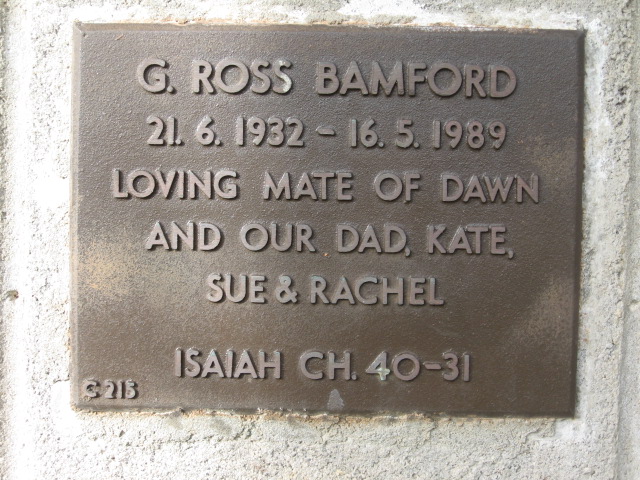 G. ROSS BAMFORD
21. 6. 1932 - 16. 5. 1989
LOVING MATE OF DAWN
AND OUR DAD, KATE,
SUE & RACHEL
ISAIAH CH. 40-31
C 215